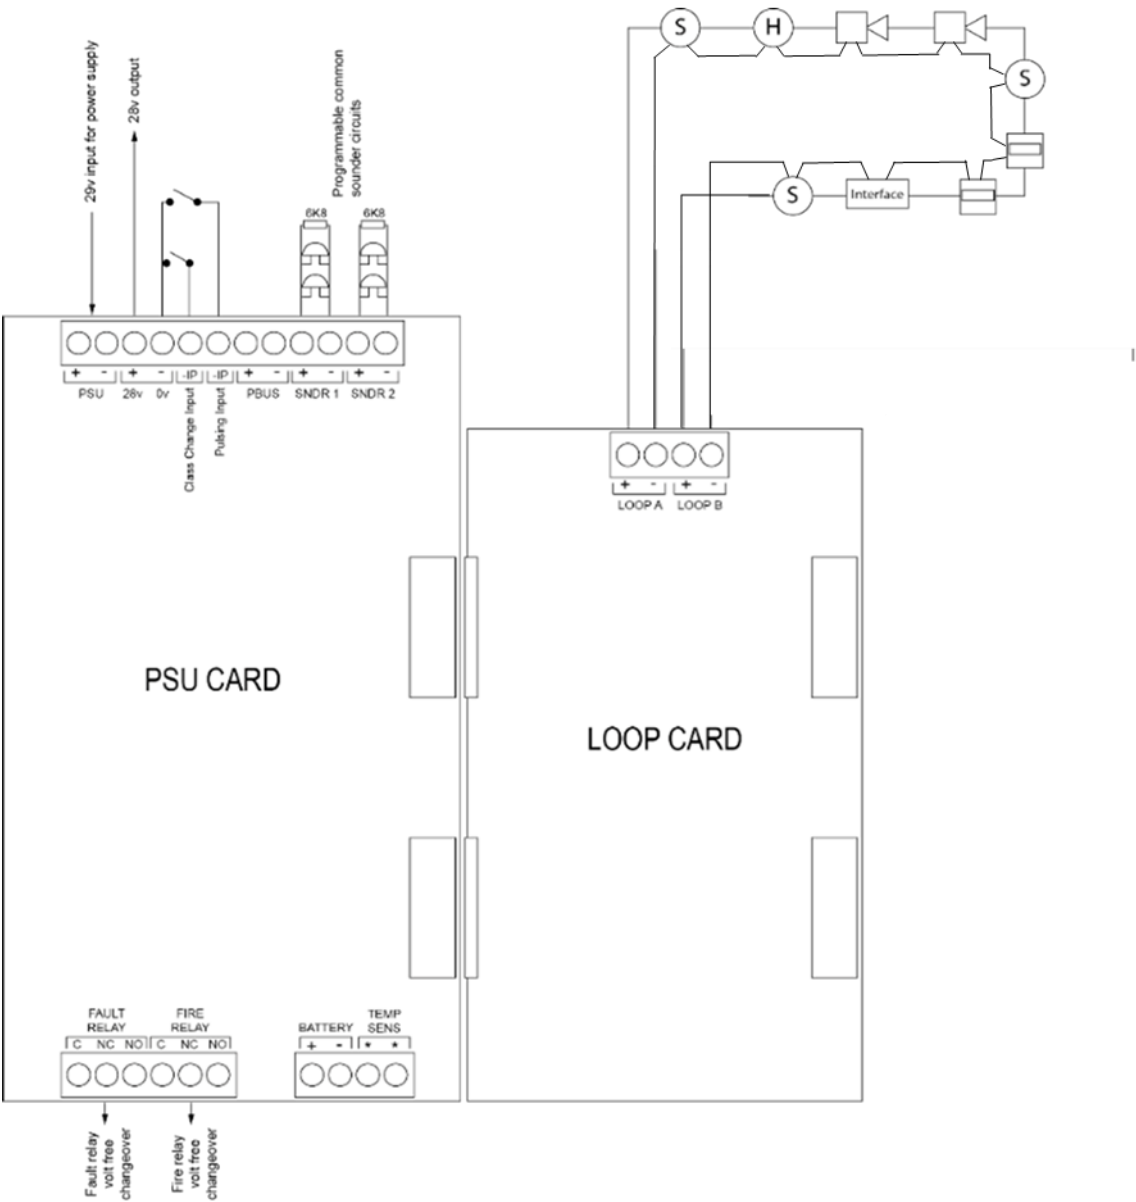 29v input for power supply
28v output
Programmable common
sounder circuits
6K8 6K8
S H
S
S Interface
+ - + - -IP -IP + - + - + -
PSU 28v 0v PBUS SNDR 1 SNDR 2
Class Change Input
Pulsing Input
+ - + -
LOOP A LOOP B
PSU CARD
LOOP CARD
FAULT
RELAY
FIRE
RELAY
BATTERY
TEMP
SENS
C NC NO C NC NO
+ - * *
Fault relay
volt free
changeover
Fire relay
volt free
changeover